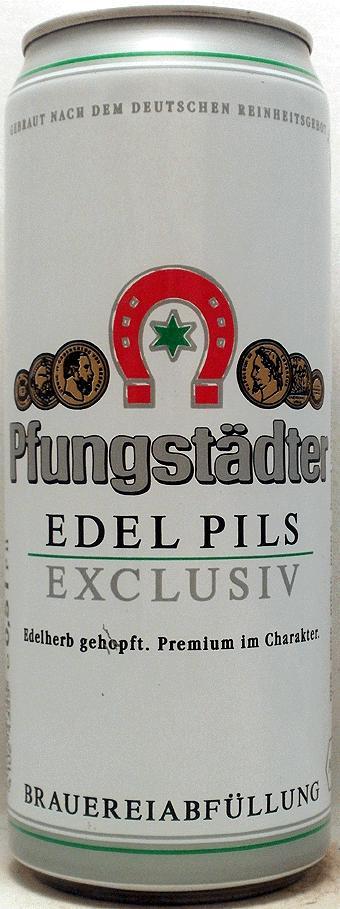 GEBRAUT NACH DEM DEUTSCHEN REINHEITSGEBOT
Pfungstädter
EDEL PILS
EXCLUSIV
Edelherb gehopft. Premium im Charakter.
BRAUEREIABFÜLLUNG